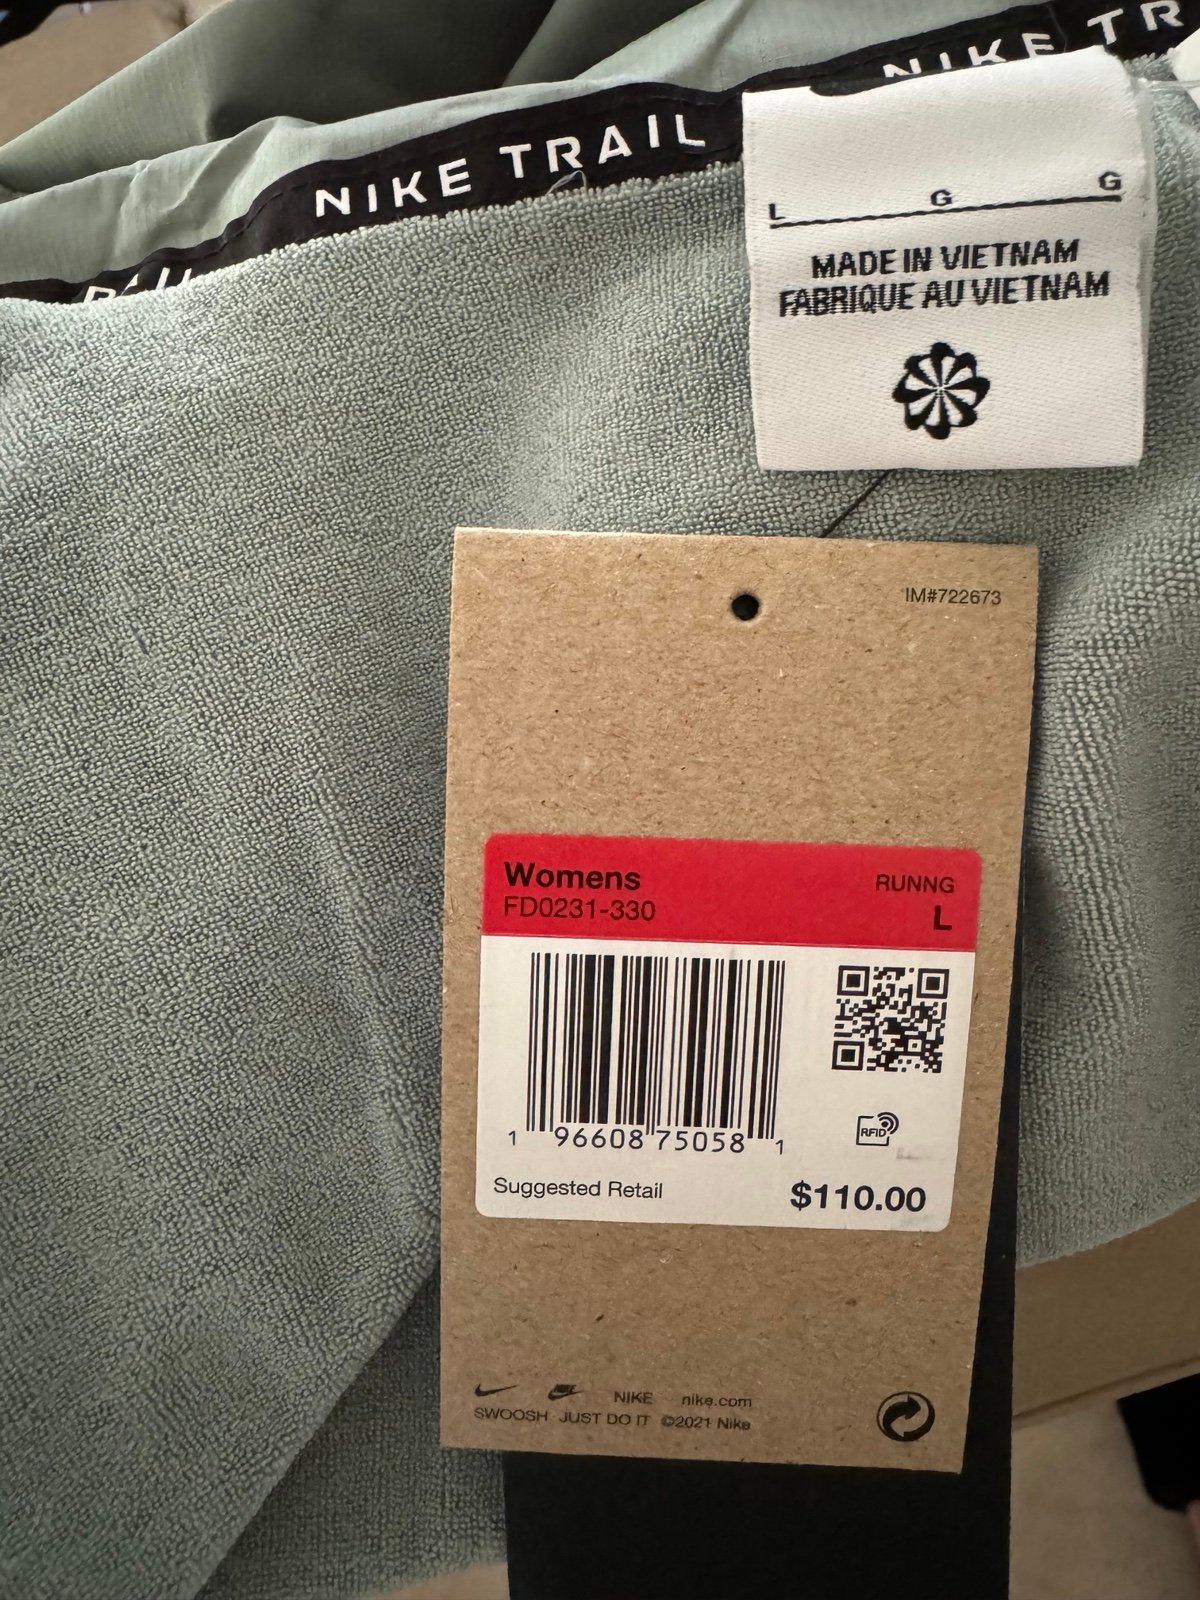 NIKE TR
NIKE TRAIL
L G G
MADE IN VIETNAM
FABRIQUE AU VIETNAM
IM#722673
Womens
RUNNG
FD0231-330
L
1 96608 75058 1
RFID
Suggested Retail
$110.00
NIKE nike.com
SWOOSH JUST DO IT ©2021 Nike